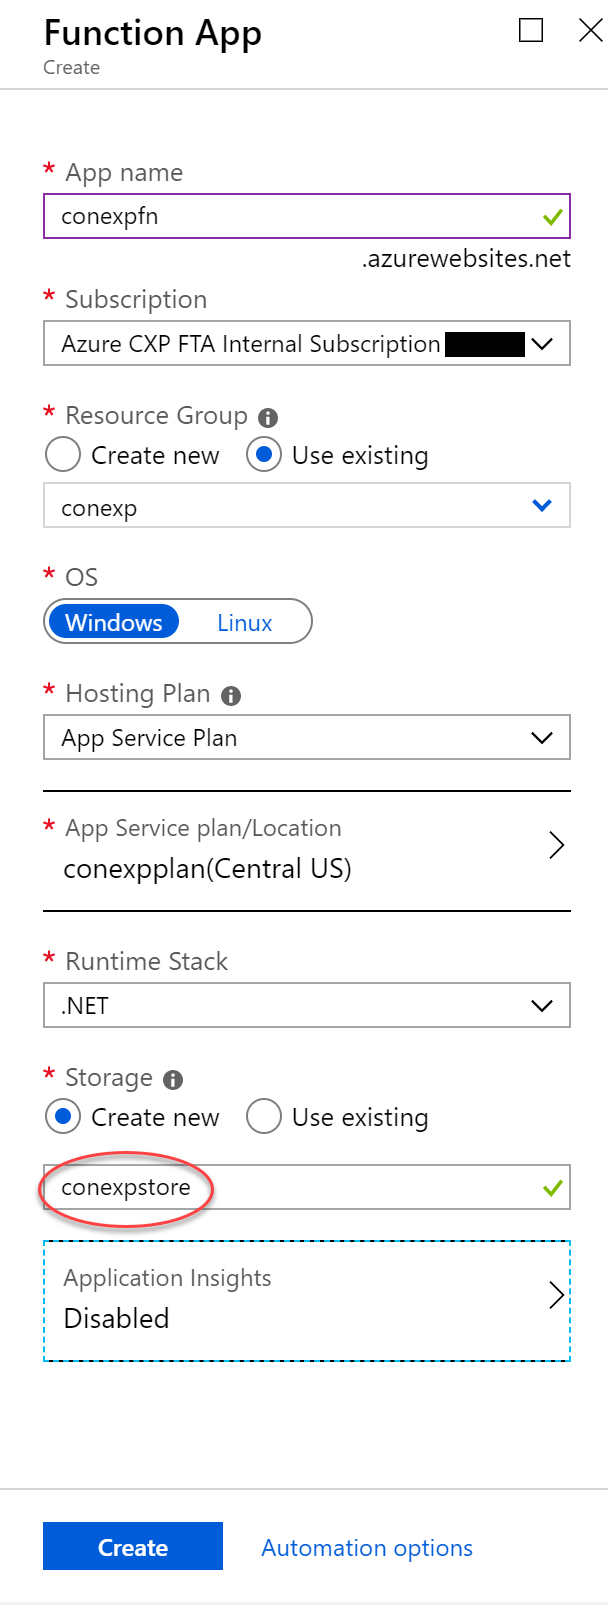 Function App
Create
* App name
conexpfn
.azurewebsites.net
* Subscription
Azure CXP FTA Internal Subscription
* Resource Group
Create new Use existing
conexp
* OS
Windows Linux
* Hosting Plan
App Service Plan
* App Service plan/Location
conexpplan(Central US)
* Runtime Stack
.NET
* Storage
Create new Use existing
conexpstore
Application Insights
Disabled
Create Automation options